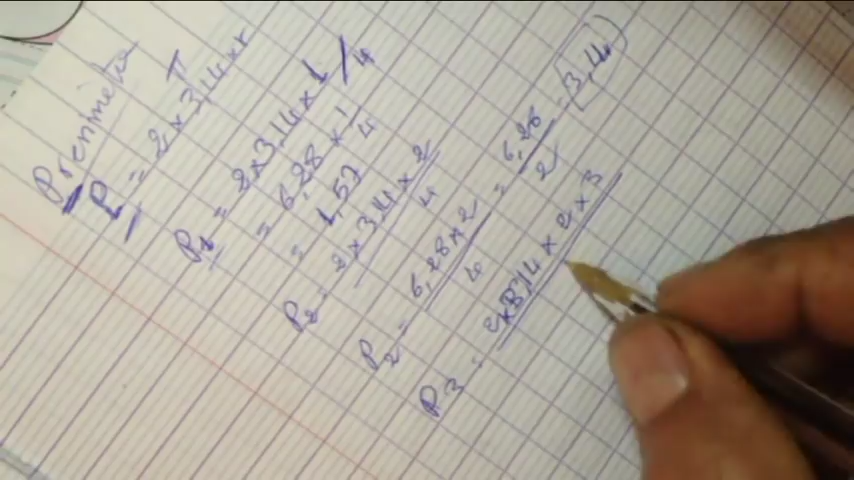 Prerimetre
π
P = 2 x 3,14 x r
P1 = 2 x 3,14 x 1/4
= 6,28 x 1/4
= 1,57
P2 = 2 x 3,14 x 2 / 4
P2 = 6,28 x 2 / 4 = 6,28 / 2 = 3,14
P3 = 2 x 3,14 x 2 x 3